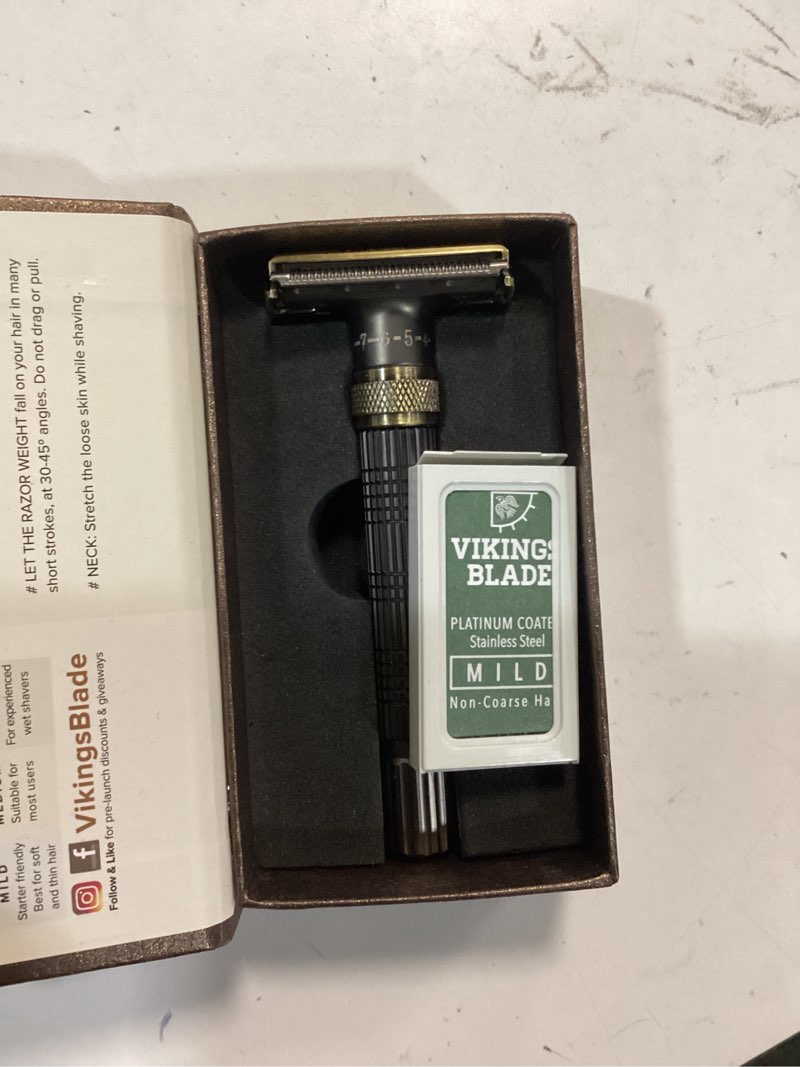 # LET THE RAZOR WEIGHT fall on your hair in many
short strokes, at 30-45° angles. Do not drag or pull.
# NECK: Stretch the loose skin while shaving.
MILD
Starter friendly
Best for soft
and thin hair
Suitable for
most users
For experienced
wet shavers
VikingsBlade
Follow & Like for pre-launch discounts & giveaways
-7-6-5-4
VIKINGS
BLADE
PLATINUM COATE
Stainless Steel
MILD
Non-Coarse Ha